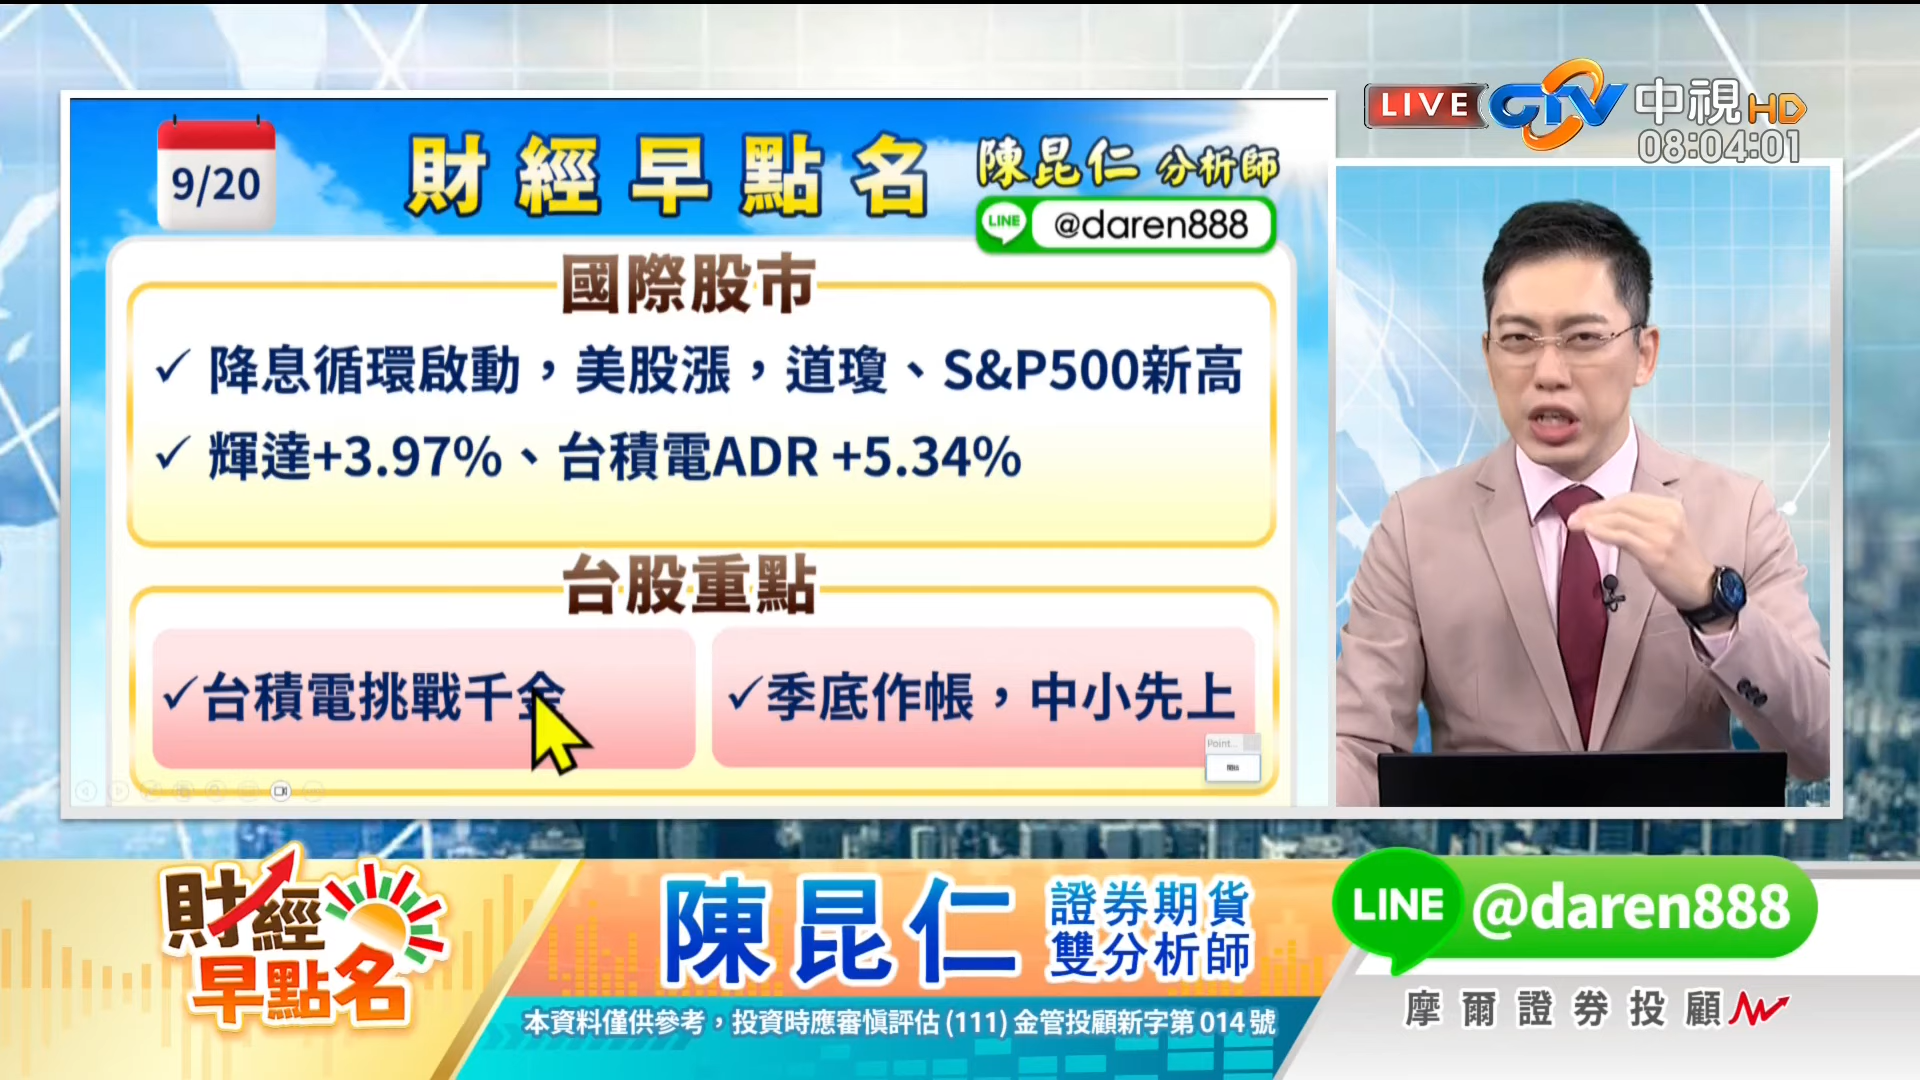 LIVE CTV 中視 HD
08:04:01
9/20
財經早點名
陳昆仁 分析師
LINE @daren888
國際股市
✓ 降息循環啟動，美股漲，道瓊、S&P500新高
✓ 輝達+3.97%、台積電ADR +5.34%
台股重點
✓台積電挑戰千金
✓季底作帳，中小先上
Point...
財經
早點名
陳昆仁
證券期貨
雙分析師
LINE @daren888
本資料僅供參考，投資時應審慎評估 (111) 金管投顧新字第 014 號
摩爾證券投顧